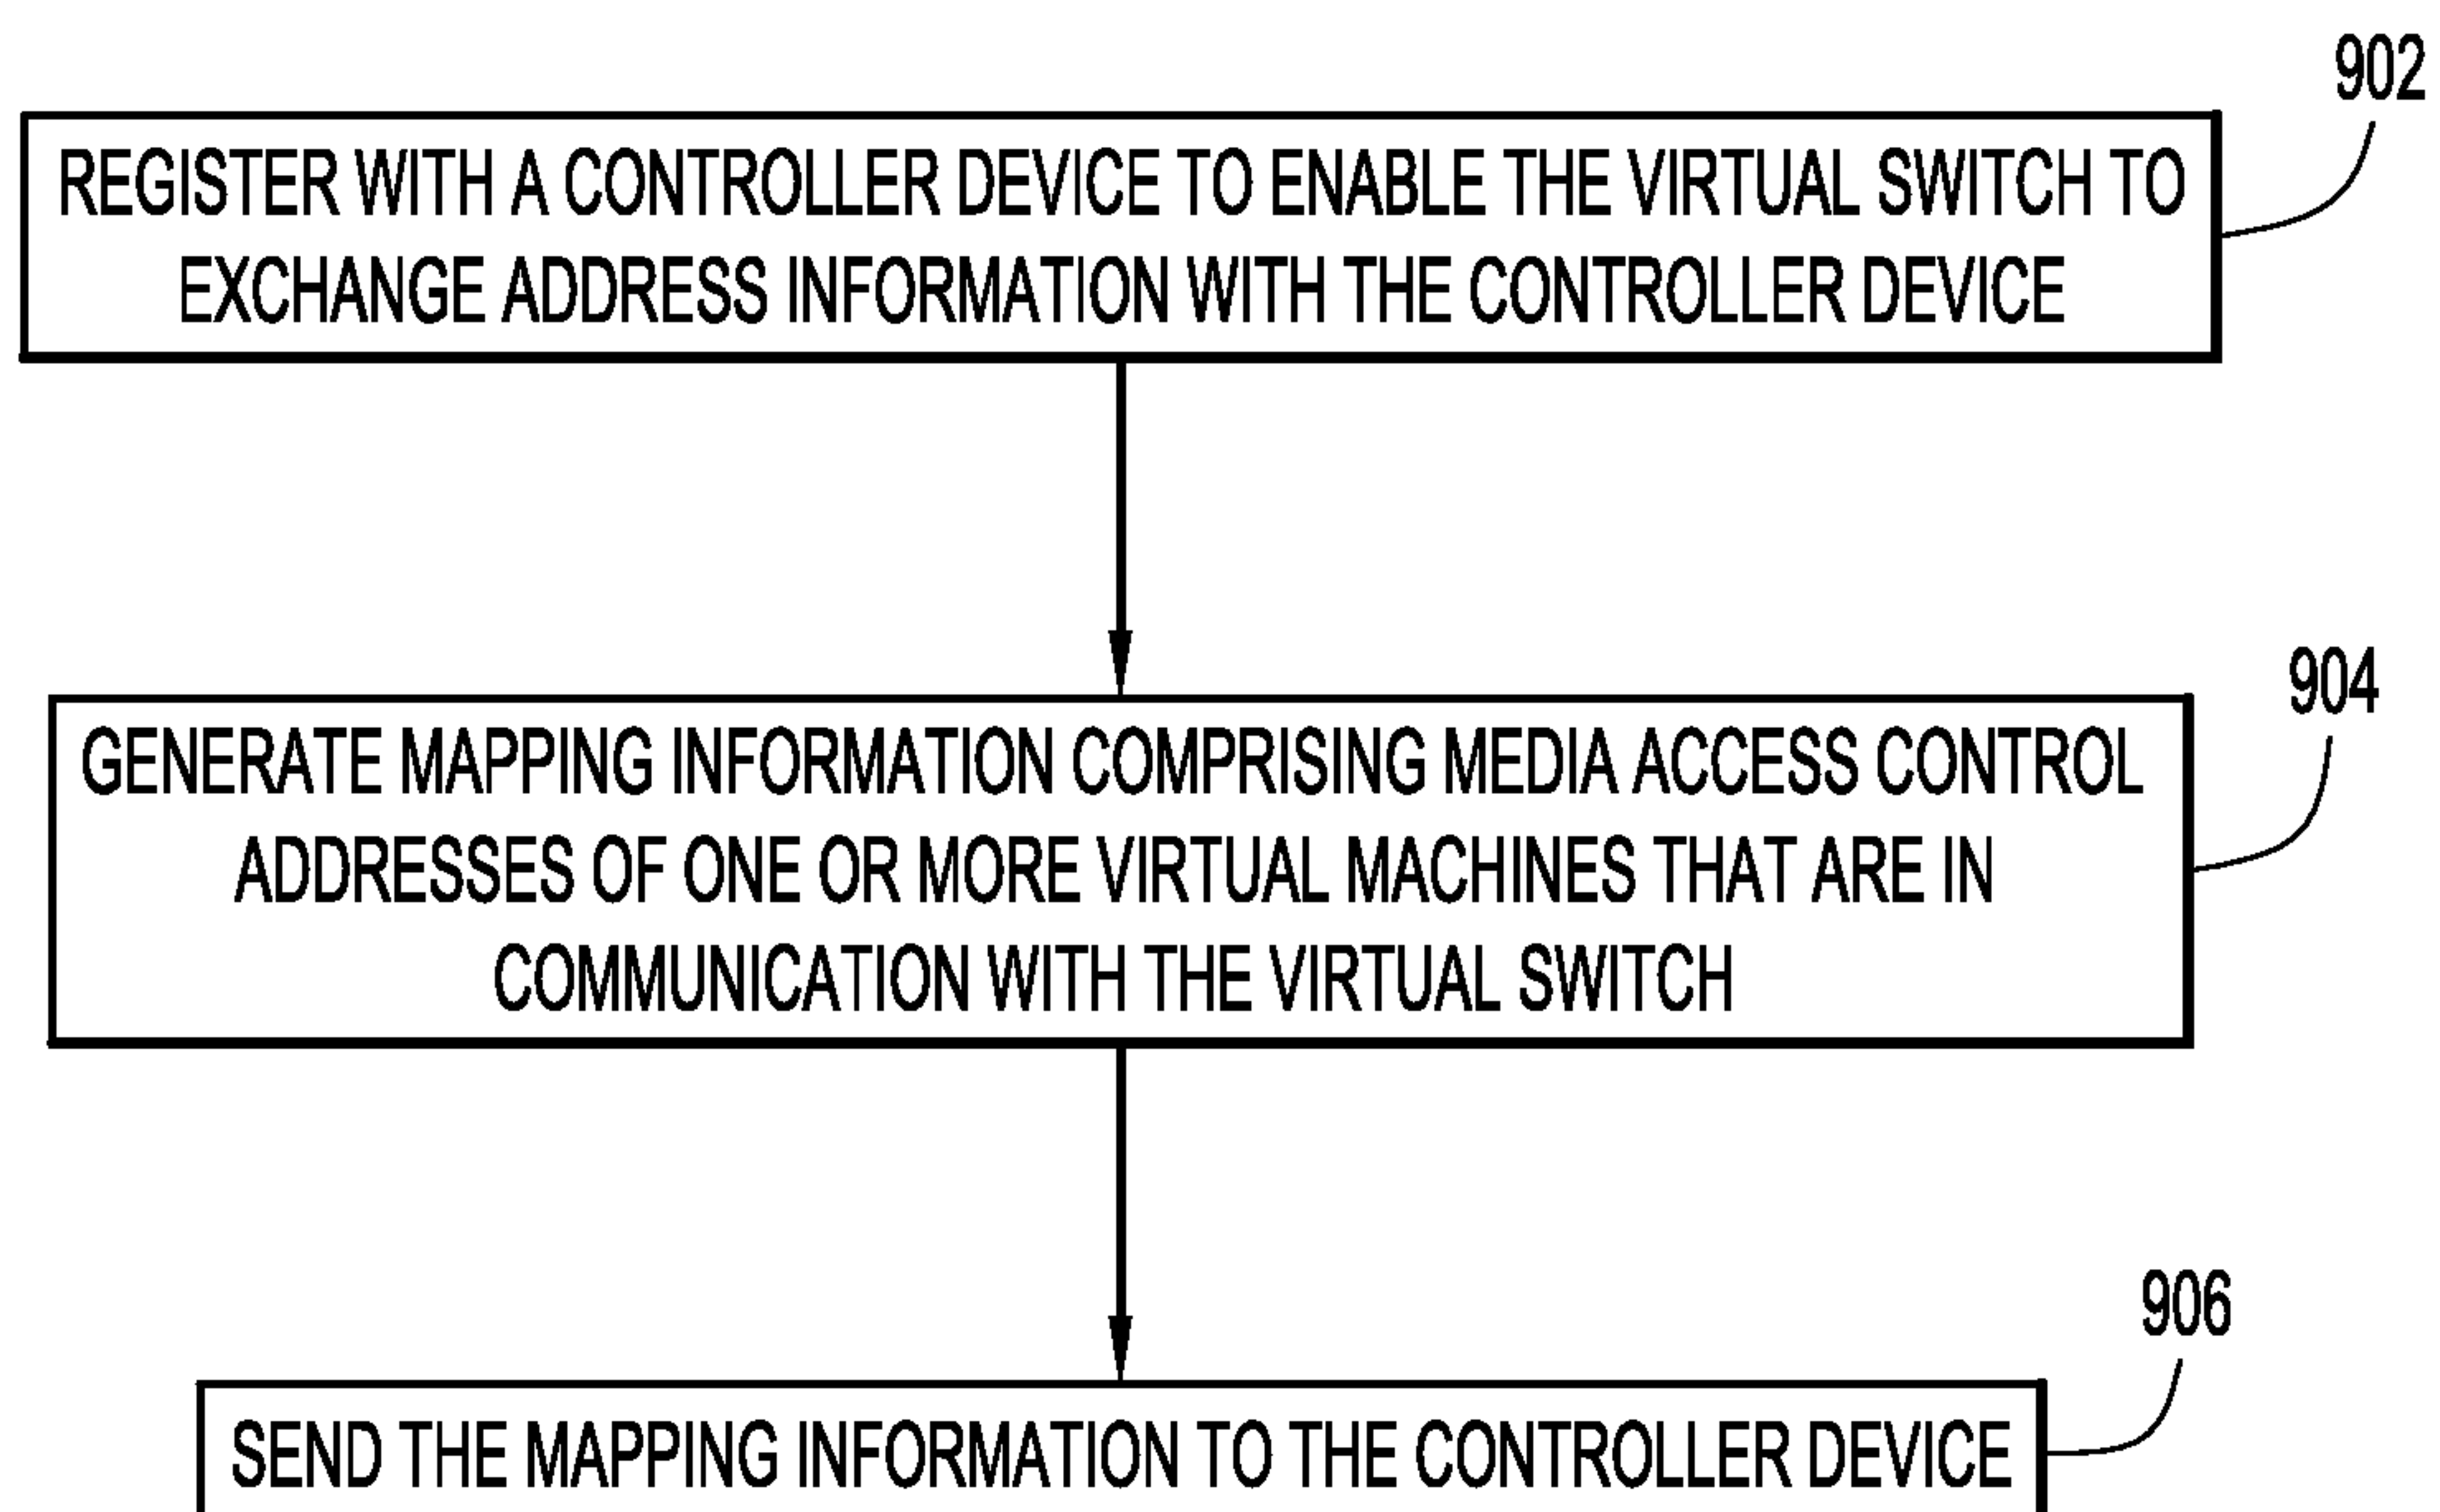 902
REGISTER WITH A CONTROLLER DEVICE TO ENABLE THE VIRTUAL SWITCH TO
EXCHANGE ADDRESS INFORMATION WITH THE CONTROLLER DEVICE
904
GENERATE MAPPING INFORMATION COMPRISING MEDIA ACCESS CONTROL
ADDRESSES OF ONE OR MORE VIRTUAL MACHINES THAT ARE IN
COMMUNICATION WITH THE VIRTUAL SWITCH
906
SEND THE MAPPING INFORMATION TO THE CONTROLLER DEVICE